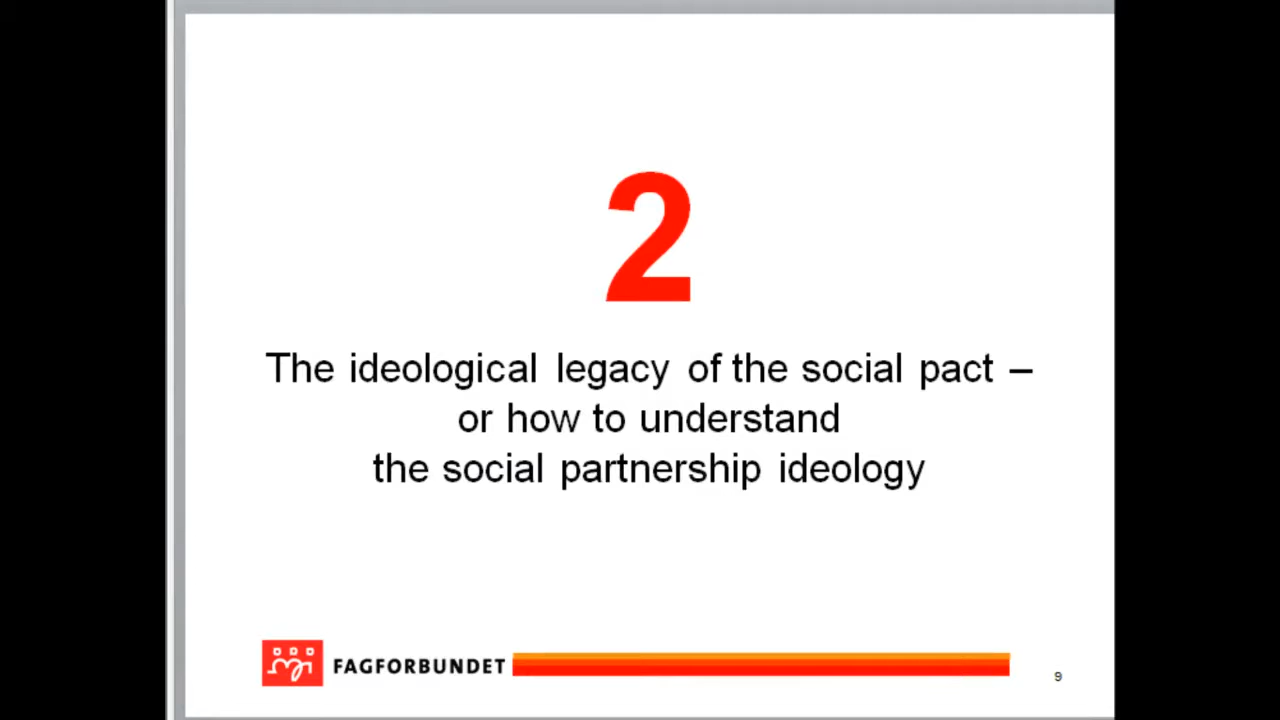 2
The ideological legacy of the social pact –
or how to understand
the social partnership ideology
FAGFORBUNDET
9